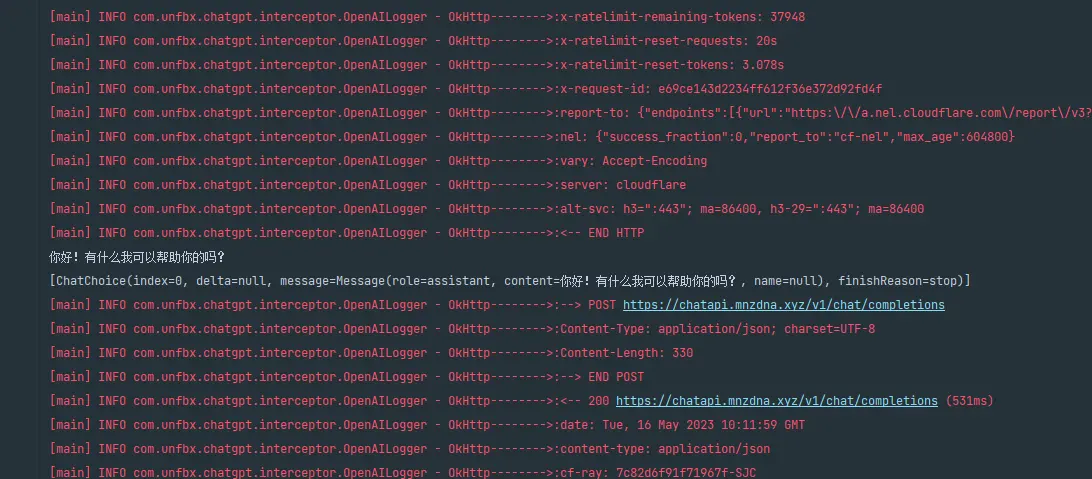 [main] INFO com.unfbx.chatgpt.interceptor.OpenAILogger - OkHttp-------->:x-ratelimit-remaining-tokens: 37948
[main] INFO com.unfbx.chatgpt.interceptor.OpenAILogger - OkHttp-------->:x-ratelimit-reset-requests: 20s
[main] INFO com.unfbx.chatgpt.interceptor.OpenAILogger - OkHttp-------->:x-ratelimit-reset-tokens: 3.078s
[main] INFO com.unfbx.chatgpt.interceptor.OpenAILogger - OkHttp-------->:x-request-id: e69ce143d2234ff612f36e372d92fd4f
[main] INFO com.unfbx.chatgpt.interceptor.OpenAILogger - OkHttp-------->:report-to: {"endpoints":[{"url":"https:\/\/a.nel.cloudflare.com\/report\/v3?
[main] INFO com.unfbx.chatgpt.interceptor.OpenAILogger - OkHttp-------->:nel: {"success_fraction":0,"report_to":"cf-nel","max_age":604800}
[main] INFO com.unfbx.chatgpt.interceptor.OpenAILogger - OkHttp-------->:vary: Accept-Encoding
[main] INFO com.unfbx.chatgpt.interceptor.OpenAILogger - OkHttp-------->:server: cloudflare
[main] INFO com.unfbx.chatgpt.interceptor.OpenAILogger - OkHttp-------->:alt-svc: h3=":443"; ma=86400, h3-29=":443"; ma=86400
[main] INFO com.unfbx.chatgpt.interceptor.OpenAILogger - OkHttp-------->:<-- END HTTP
你好！有什么我可以帮助你的吗？
[ChatChoice(index=0, delta=null, message=Message(role=assistant, content=你好！有什么我可以帮助你的吗？, name=null), finishReason=stop)]
[main] INFO com.unfbx.chatgpt.interceptor.OpenAILogger - OkHttp-------->:--> POST https://chatapi.mnzdna.xyz/v1/chat/completions
[main] INFO com.unfbx.chatgpt.interceptor.OpenAILogger - OkHttp-------->:Content-Type: application/json; charset=UTF-8
[main] INFO com.unfbx.chatgpt.interceptor.OpenAILogger - OkHttp-------->:Content-Length: 330
[main] INFO com.unfbx.chatgpt.interceptor.OpenAILogger - OkHttp-------->:--> END POST
[main] INFO com.unfbx.chatgpt.interceptor.OpenAILogger - OkHttp-------->:<-- 200 https://chatapi.mnzdna.xyz/v1/chat/completions (531ms)
[main] INFO com.unfbx.chatgpt.interceptor.OpenAILogger - OkHttp-------->:date: Tue, 16 May 2023 10:11:59 GMT
[main] INFO com.unfbx.chatgpt.interceptor.OpenAILogger - OkHttp-------->:content-type: application/json
[main] INFO com.unfbx.chatgpt.interceptor.OpenAILogger - OkHttp-------->:cf-ray: 7c82d6f91f71967f-SJC